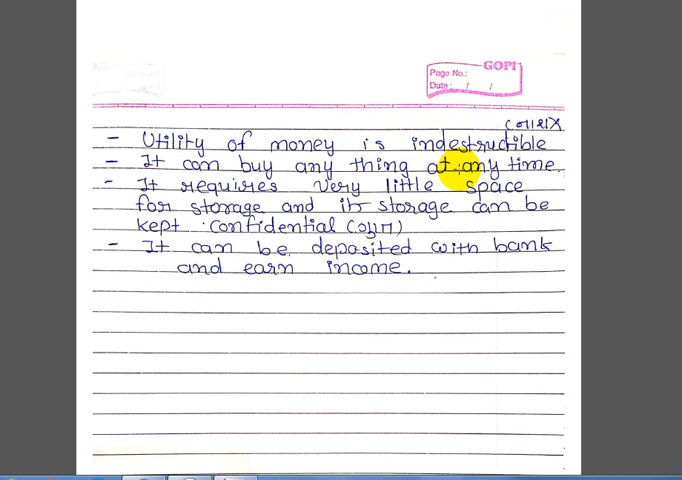 GOPI
Page No.:
Date: / /
- Utility of money is indestructible
- It can buy any thing at any time.
- It requires very little space
for storage and its storage can be
kept confidential (ગુપ્ત)
- It can be deposited with bank
and earn income.